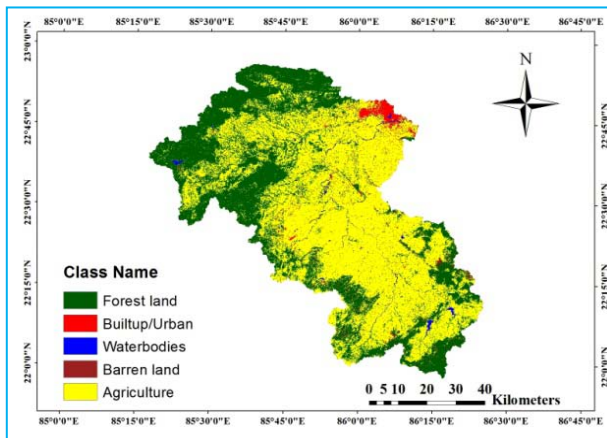 85°0'0"E 85°15'0"E 85°30'0"E 85°45'0"E 86°0'0"E 86°15'0"E 86°30'0"E 86°45'0"E
23°0'0"N
22°45'0"N
22°30'0"N
22°15'0"N
22°0'0"N
N
23°0'0"N
22°45'0"N
22°30'0"N
22°15'0"N
22°0'0"N
Class Name
Forest land
Builtup/Urban
Waterbodies
Barren land
Agriculture
0 5 10 20 30 40
Kilometers
85°0'0"E 85°15'0"E 85°30'0"E 85°45'0"E 86°0'0"E 86°15'0"E 86°30'0"E 86°45'0"E